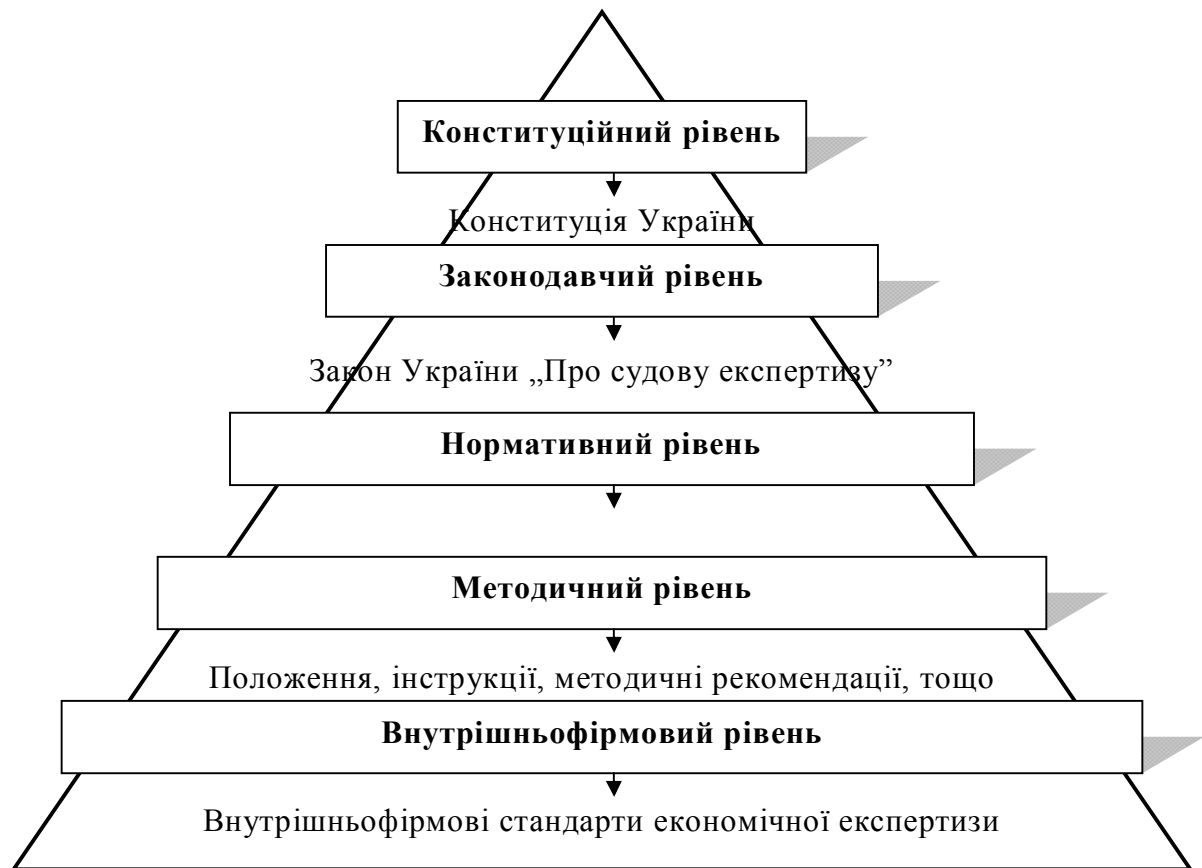 Конституційний рівень
Конституція України
Законодавчий рівень
Закон України „Про судову експертизу”
Нормативний рівень
Методичний рівень
Положення, інструкції, методичні рекомендації, тощо
Внутрішньофірмовий рівень
Внутрішньофірмові стандарти економічної експертизи